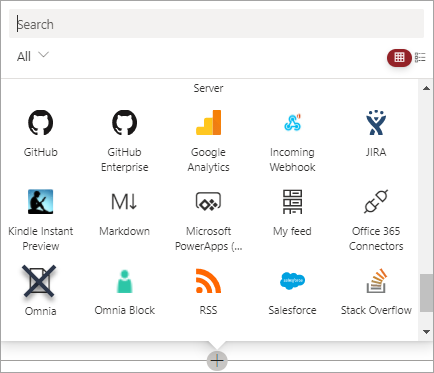 Search
All
Server
GitHub
GitHub
Enterprise
Google
Analytics
Incoming
Webhook
JIRA
Kindle Instant
Preview
M↓
Markdown
Microsoft
PowerApps (...
My feed
Office 365
Connectors
Omnia
Omnia Block
RSS
salesforce
Salesforce
Stack Overflow